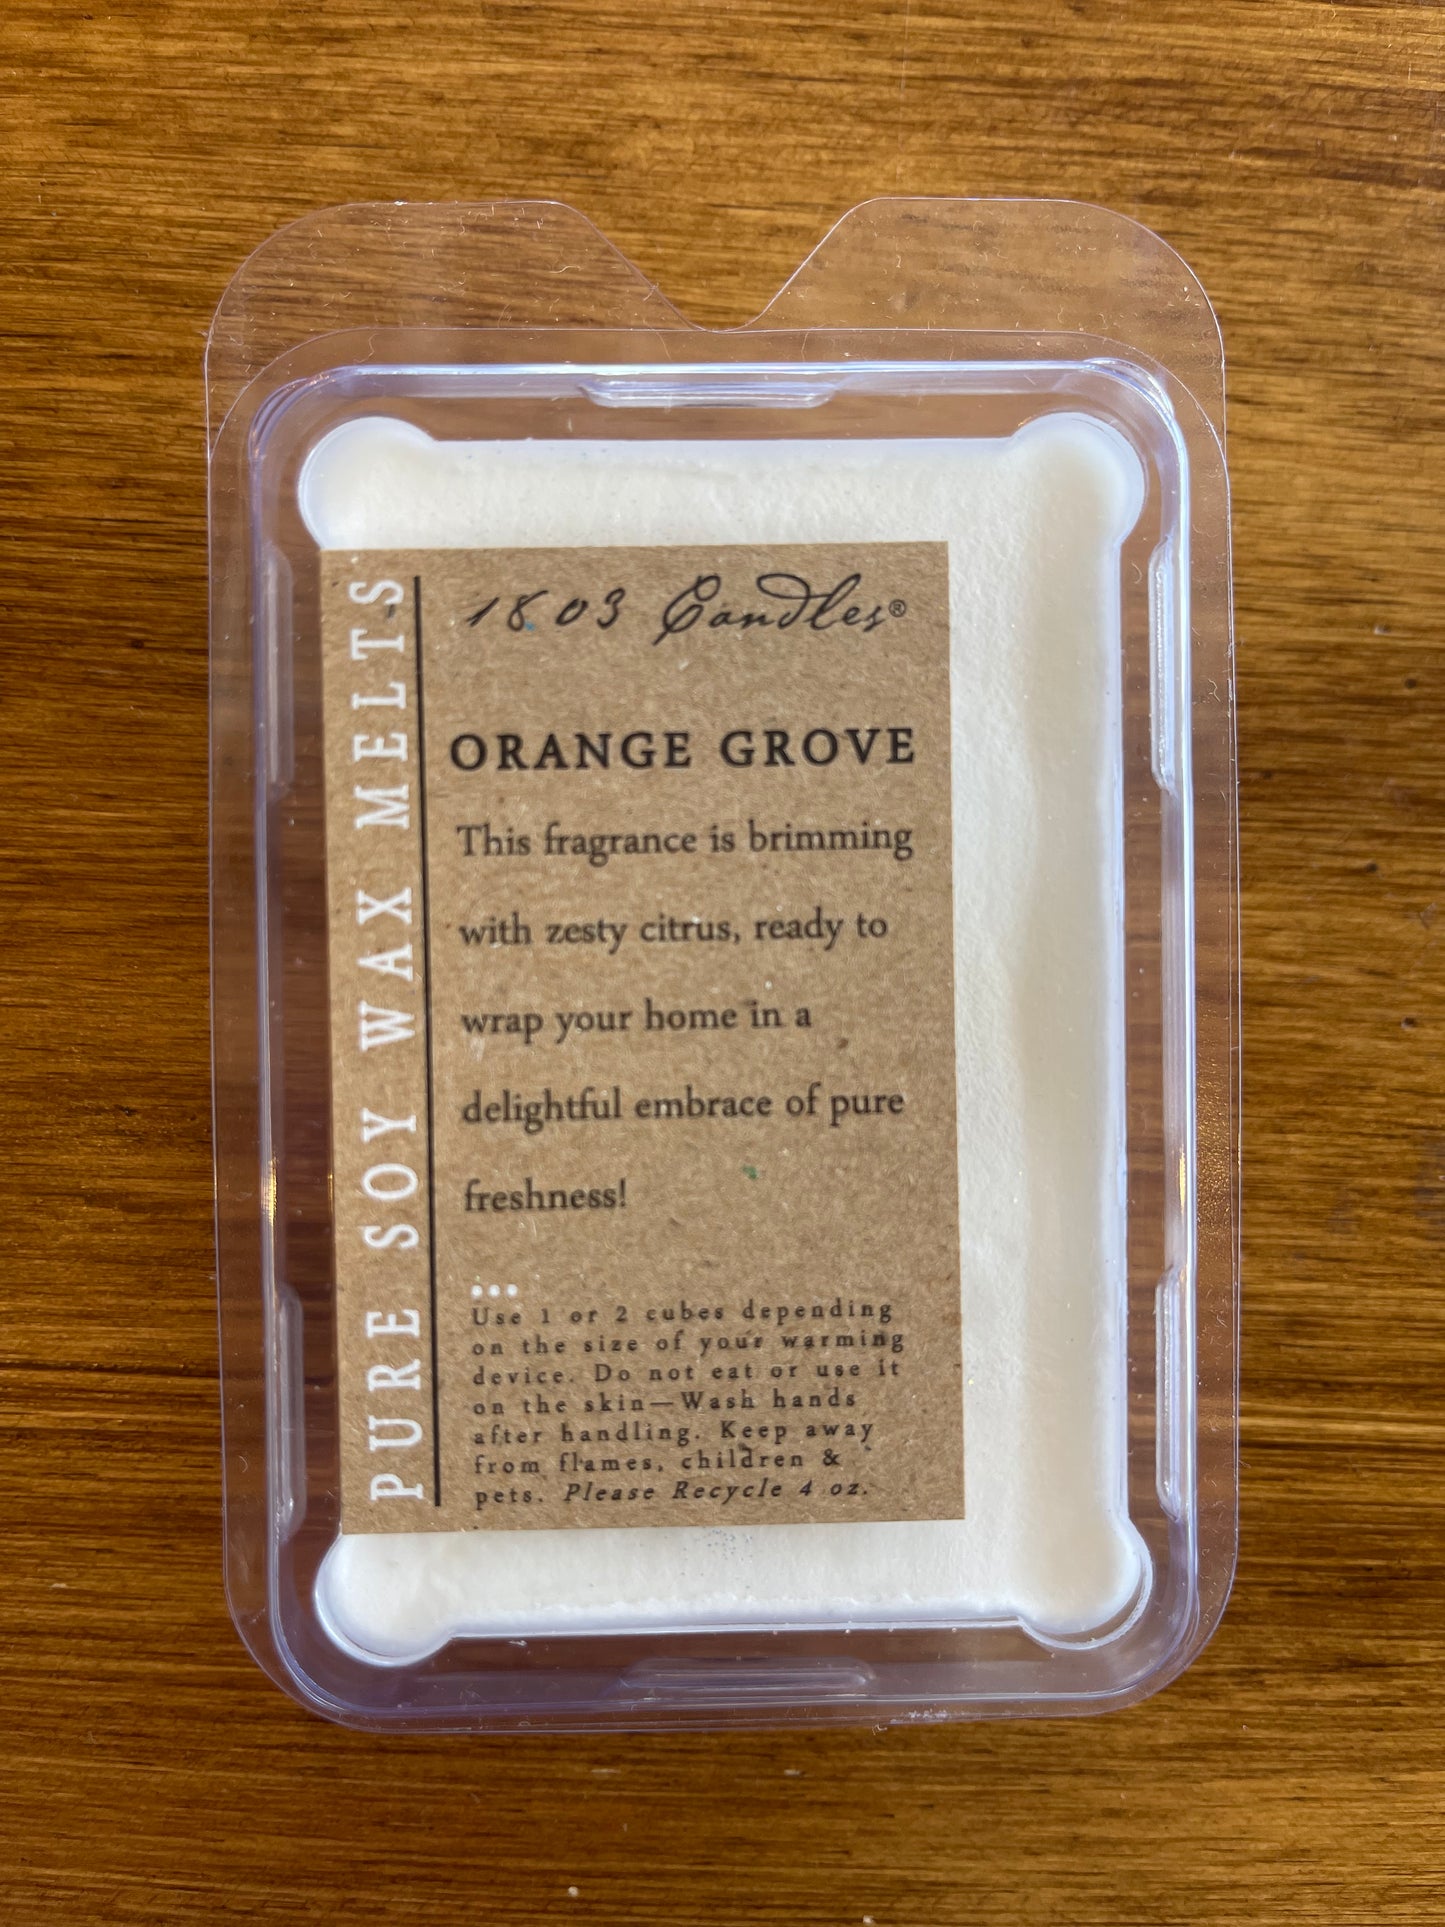 PURE SOY WAX MELTS
1803 Candles®
ORANGE GROVE
This fragrance is brimming
with zesty citrus, ready to
wrap your home in a
delightful embrace of pure
freshness!
...
Use 1 or 2 cubes depending
on the size of your warming
device. Do not eat or use it
on the skin—Wash hands
after handling. Keep away
from flames, children &
pets. Please Recycle 4 oz.